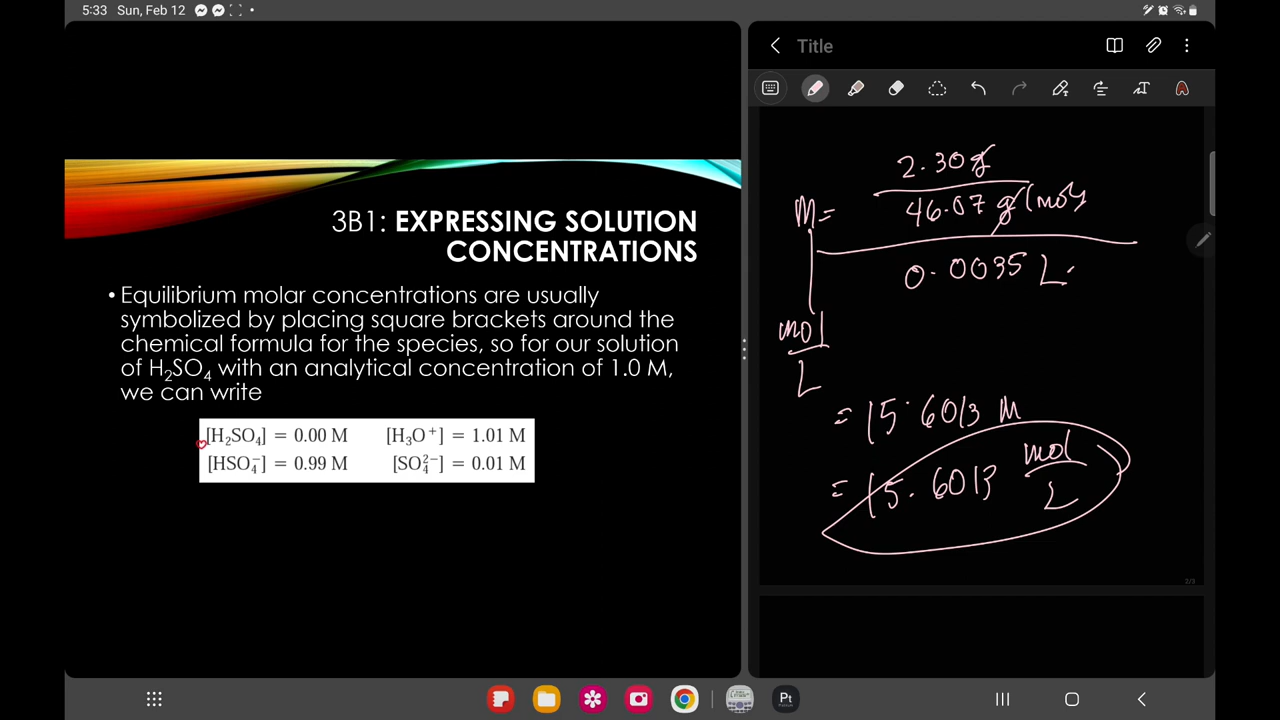 5:33 Sun, Feb 12
3B1: EXPRESSING SOLUTION
CONCENTRATIONS
• Equilibrium molar concentrations are usually
symbolized by placing square brackets around the
chemical formula for the species, so for our solution
of H₂SO₄ with an analytical concentration of 1.0 M,
we can write
[H₂SO₄] = 0.00 M [H₃O⁺] = 1.01 M
[HSO₄⁻] = 0.99 M [SO₄²⁻] = 0.01 M
Title
2.30 g
M= 46.07 g/mol
0.0035 L
mol
L
= 15.6013 M
= 15.6013 mol
L
2/3
Pt